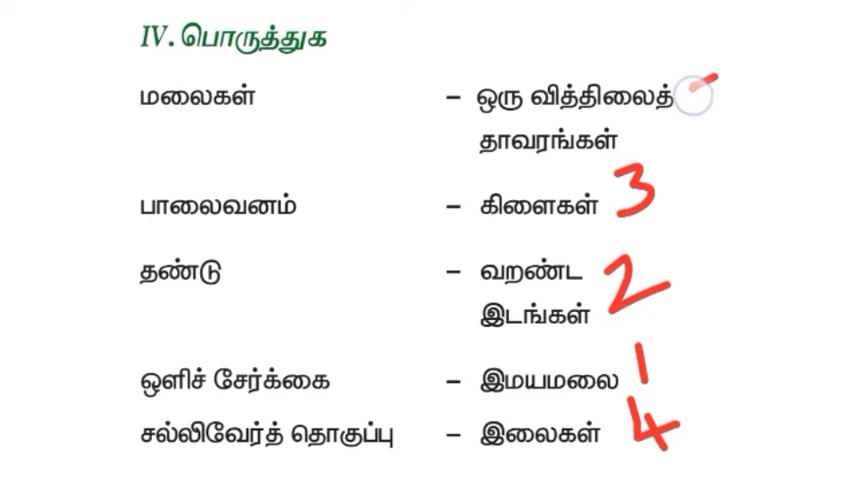 IV. பொருத்துக
மலைகள் – ஒரு வித்திலைத்
தாவரங்கள்
பாலைவனம் – கிளைகள் 3
தண்டு – வறண்ட
இடங்கள் 2
ஒளிச் சேர்க்கை – இமயமலை 1
சல்லிவேர்த் தொகுப்பு – இலைகள் 4